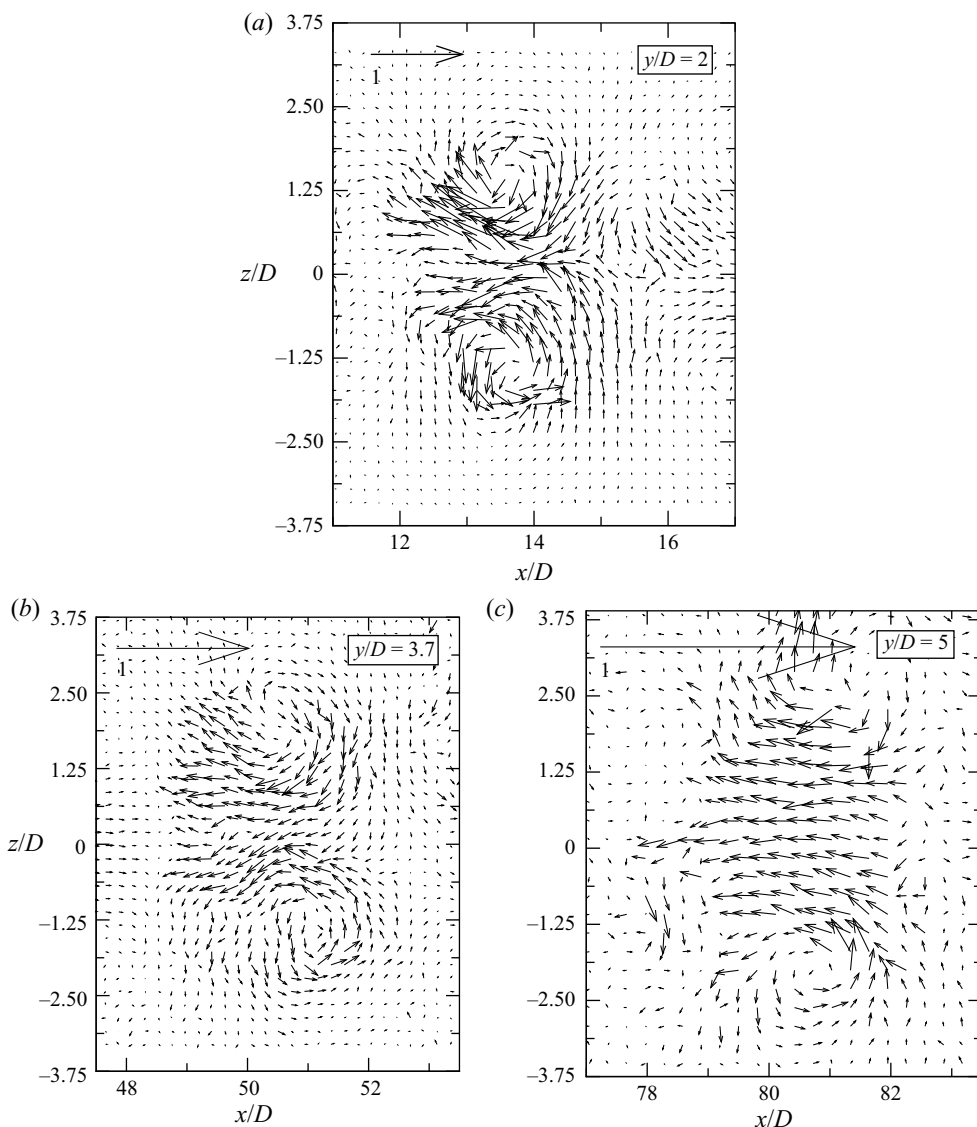 (a)
3.75
2.50
1.25
0
–1.25
–2.50
–3.75
z/D
1
y/D = 2
12 14 16
x/D
(b)
3.75
2.50
1.25
0
–1.25
–2.50
–3.75
z/D
1
y/D = 3.7
48 50 52
x/D
(c)
3.75
2.50
1.25
0
–1.25
–2.50
–3.75
1
y/D = 5
78 80 82
x/D